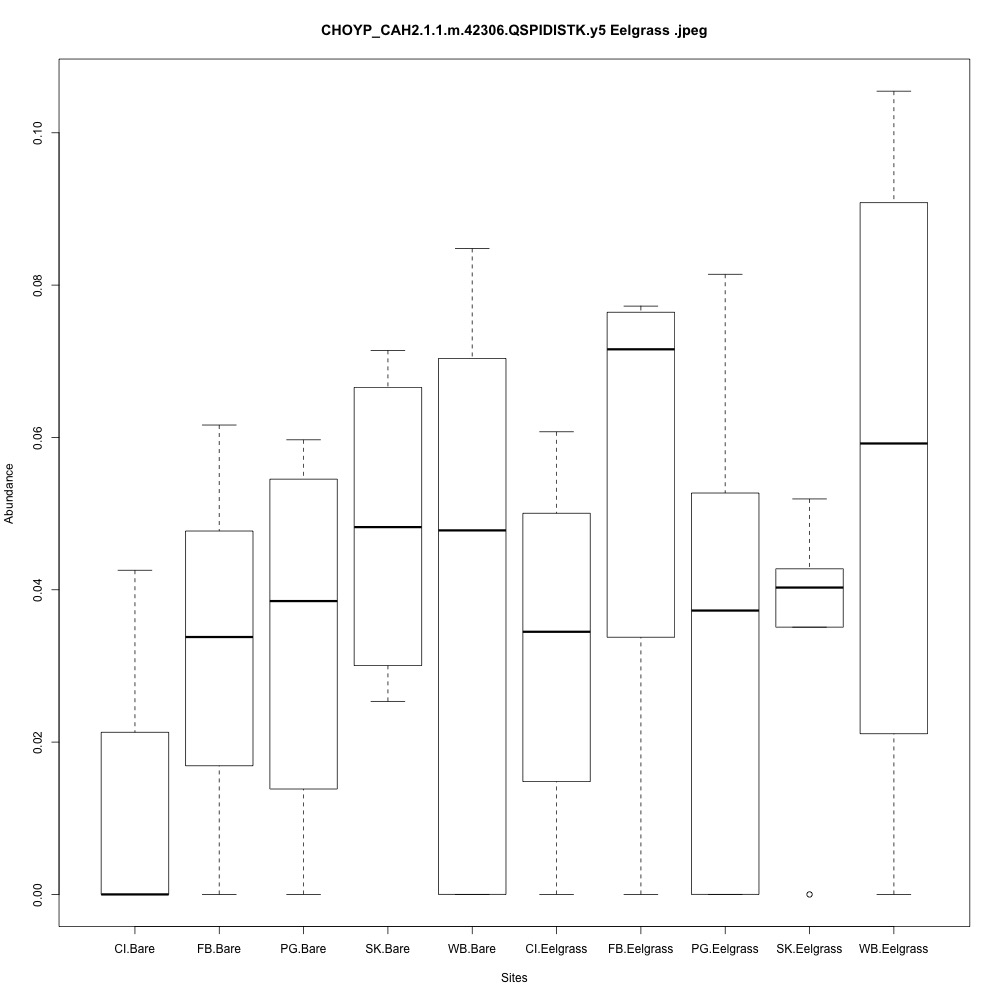 CHOYP_CAH2.1.1.m.42306.QSPIDISTK.y5 Eelgrass .jpeg
0.10
0.08
0.06
0.04
0.02
0.00
Abundance
CI.Bare
FB.Bare
PG.Bare
SK.Bare
WB.Bare
CI.Eelgrass
FB.Eelgrass
PG.Eelgrass
SK.Eelgrass
WB.Eelgrass
Sites